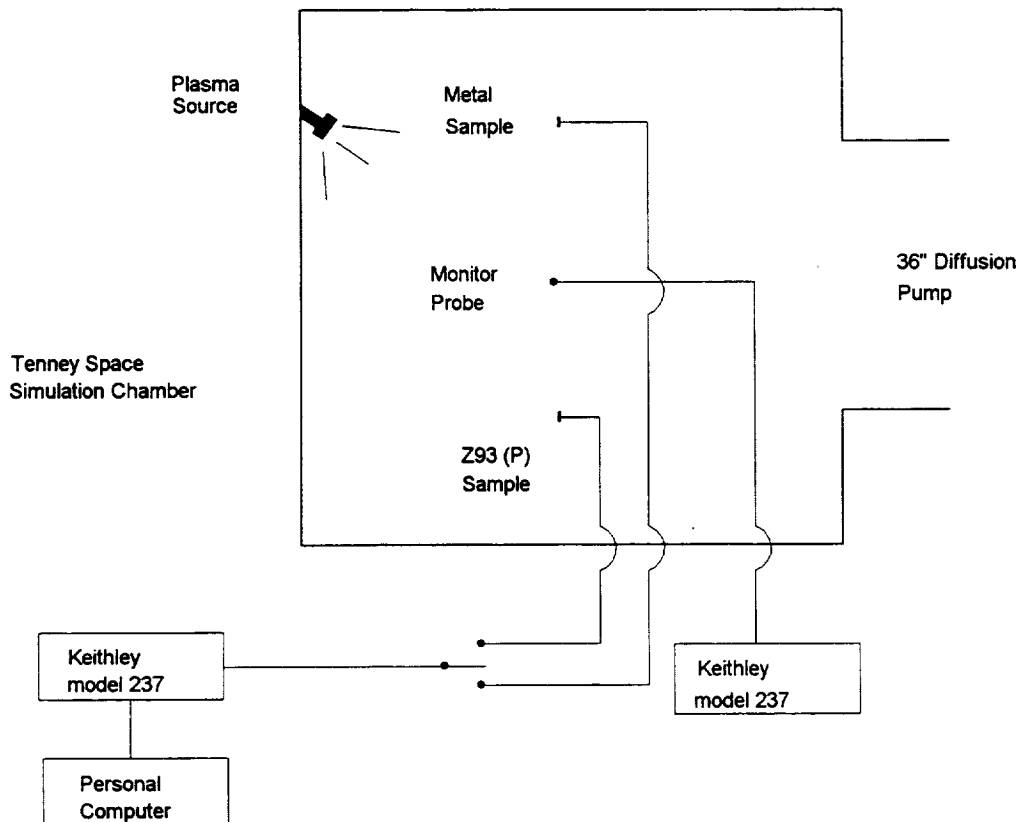 Plasma
Source
Metal
Sample
Monitor
Probe
36" Diffusion
Pump
Tenney Space
Simulation Chamber
Z93 (P)
Sample
Keithley
model 237
Keithley
model 237
Personal
Computer